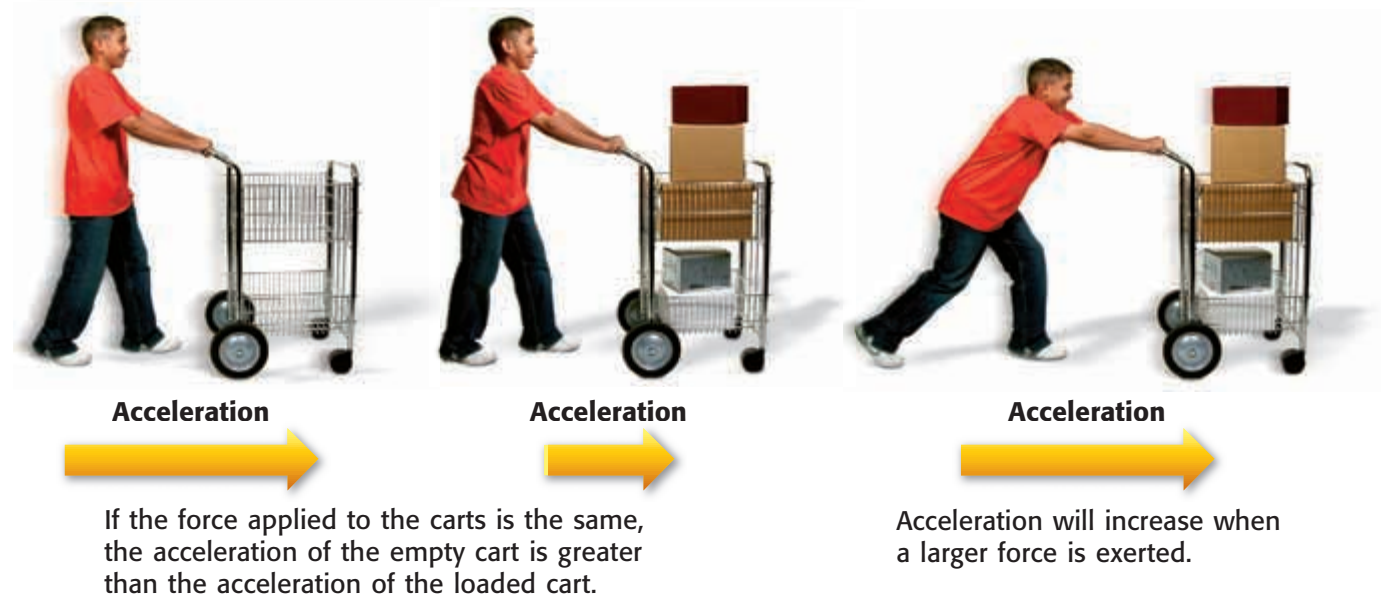 Acceleration
Acceleration
Acceleration
If the force applied to the carts is the same,
the acceleration of the empty cart is greater
than the acceleration of the loaded cart.
Acceleration will increase when
a larger force is exerted.